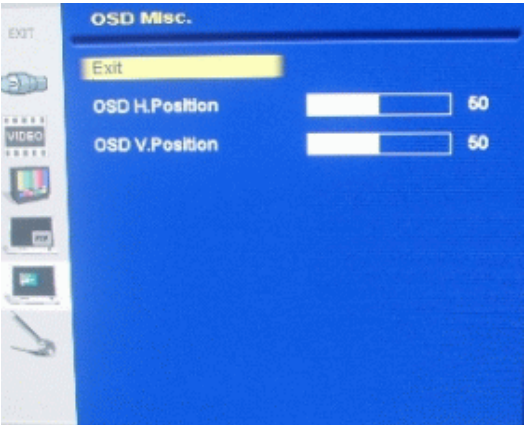 OSD Misc.
EXIT
Exit
OSD H.Position 50
VIDEO
OSD V.Position 50